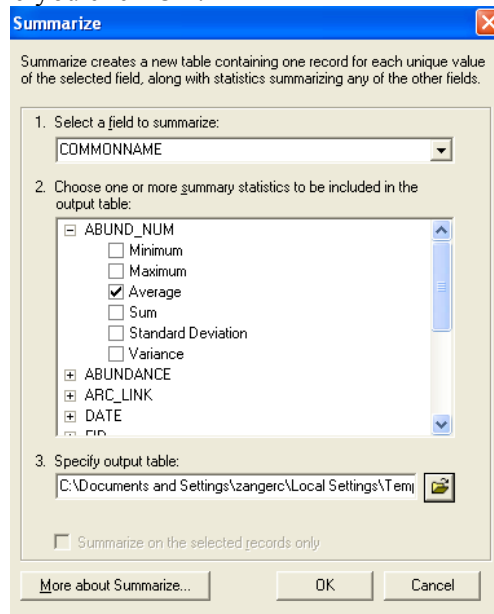 Summarize
Summarize creates a new table containing one record for each unique value
of the selected field, along with statistics summarizing any of the other fields.
1. Select a field to summarize:
COMMONNAME
2. Choose one or more summary statistics to be included in the
output table:
ABUND_NUM
Minimum
Maximum
Average
Sum
Standard Deviation
Variance
ABUNDANCE
ARC_LINK
DATE
3. Specify output table:
C:\Documents and Settings\zangerc\Local Settings\Temp
Summarize on the selected records only
More about Summarize...
OK
Cancel